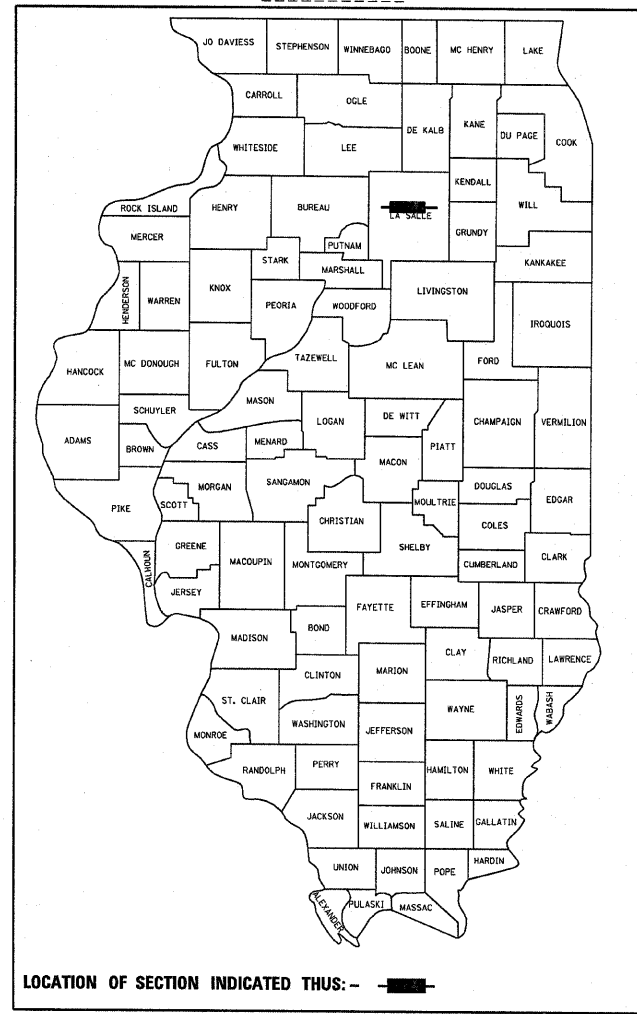 JO DAVIESS STEPHENSON WINNEBAGO BOONE MC HENRY LAKE
CARROLL OGLE DE KALB KANE DU PAGE COOK
WHITESIDE LEE
KENDALL WILL
ROCK ISLAND HENRY BUREAU LA SALLE GRUNDY
MERCER PUTNAM
STARK MARSHALL KANKAKEE
HENDERSON WARREN KNOX PEORIA WOODFORD LIVINGSTON IROQUOIS
HANCOCK MC DONOUGH FULTON TAZEWELL MC LEAN FORD
SCHUYLER MASON LOGAN DE WITT CHAMPAIGN VERMILION
ADAMS BROWN CASS MENARD MACON PIATT
MORGAN SANGAMON MOULTRIE DOUGLAS EDGAR
PIKE SCOTT CHRISTIAN COLES
CALHOUN GREENE MACOUPIN MONTGOMERY SHELBY CUMBERLAND CLARK
JERSEY FAYETTE EFFINGHAM JASPER CRAWFORD
MADISON BOND
CLINTON MARION CLAY RICHLAND LAWRENCE
ST. CLAIR WASHINGTON WAYNE EDWARDS WABASH
MONROE JEFFERSON
RANDOLPH PERRY HAMILTON WHITE
FRANKLIN
JACKSON WILLIAMSON SALINE GALLATIN
UNION JOHNSON POPE HARDIN
ALEXANDER PULASKI MASSAC
LOCATION OF SECTION INDICATED THUS: -